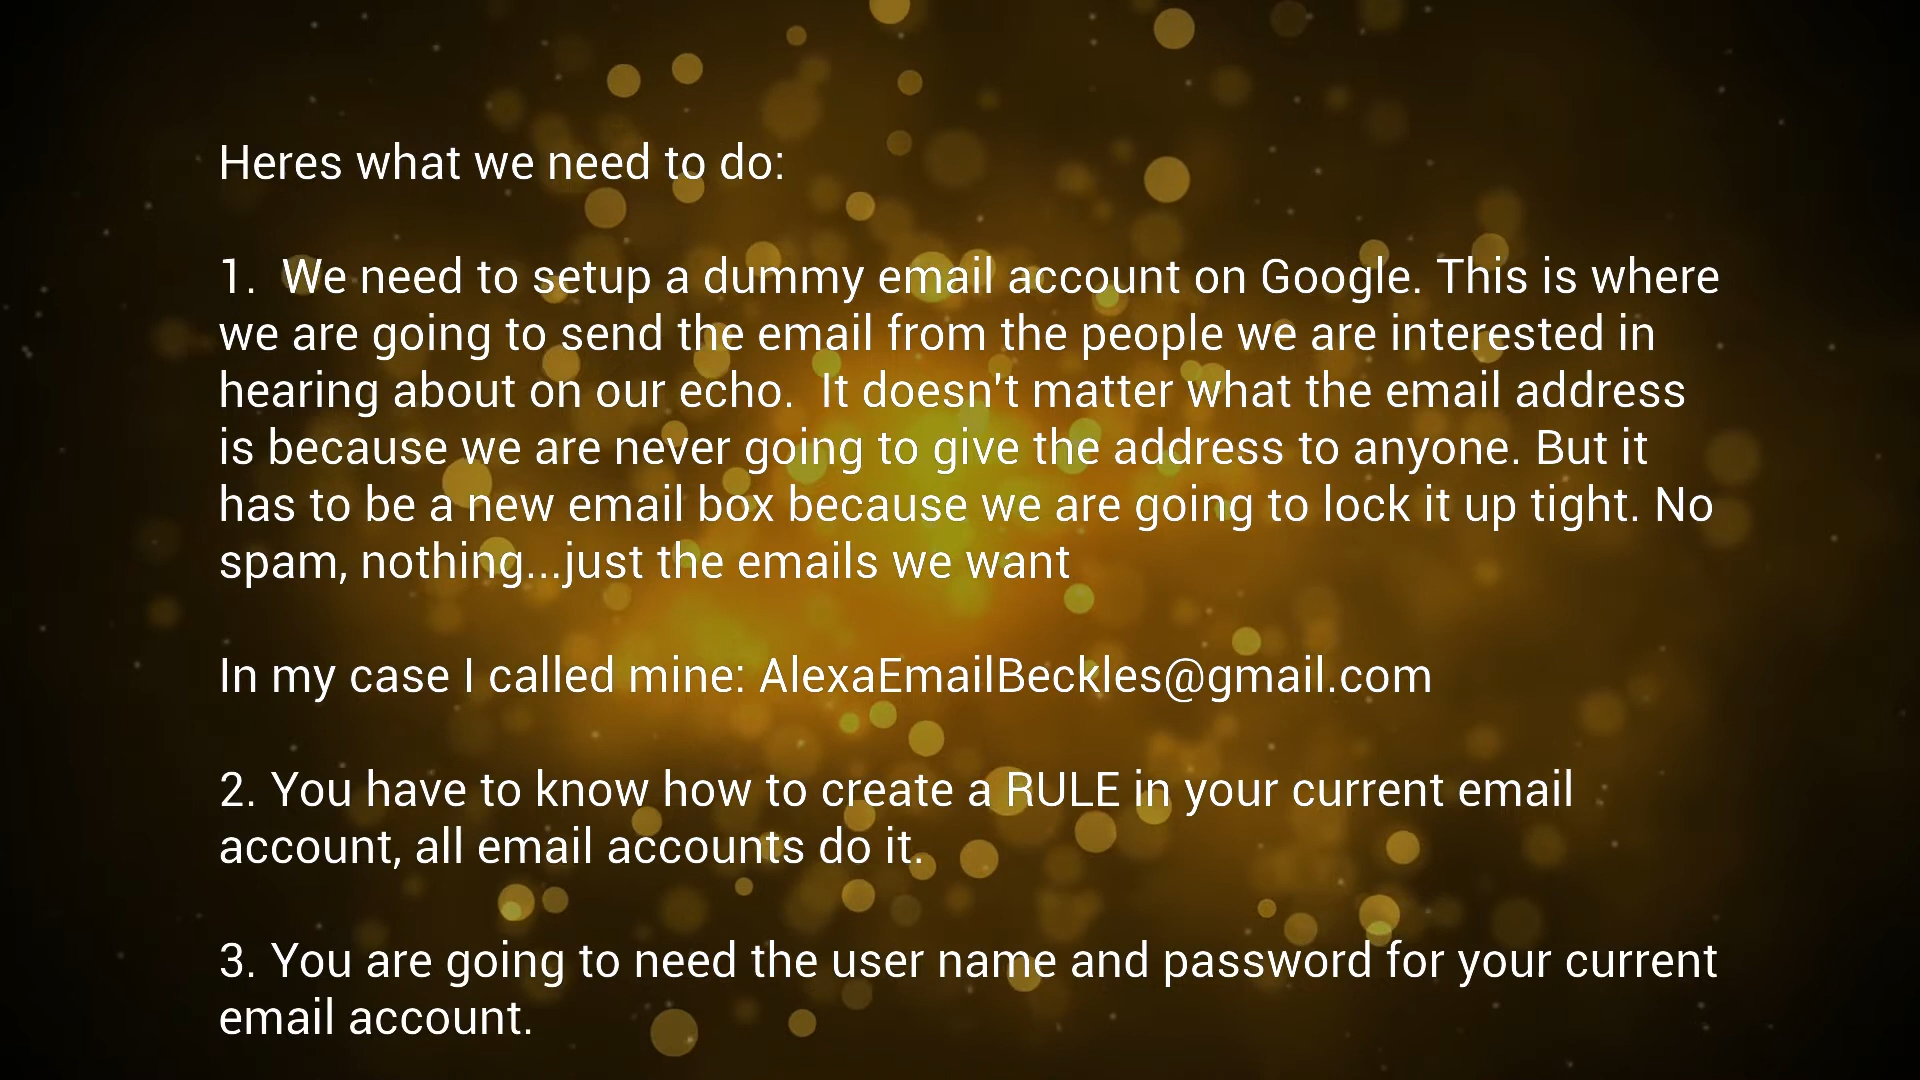 Heres what we need to do:
1.  We need to setup a dummy email account on Google. This is where
we are going to send the email from the people we are interested in
hearing about on our echo.  It doesn't matter what the email address
is because we are never going to give the address to anyone. But it
has to be a new email box because we are going to lock it up tight. No
spam, nothing...just the emails we want
In my case I called mine: AlexaEmailBeckles@gmail.com
2. You have to know how to create a RULE in your current email
account, all email accounts do it.
3. You are going to need the user name and password for your current
email account.